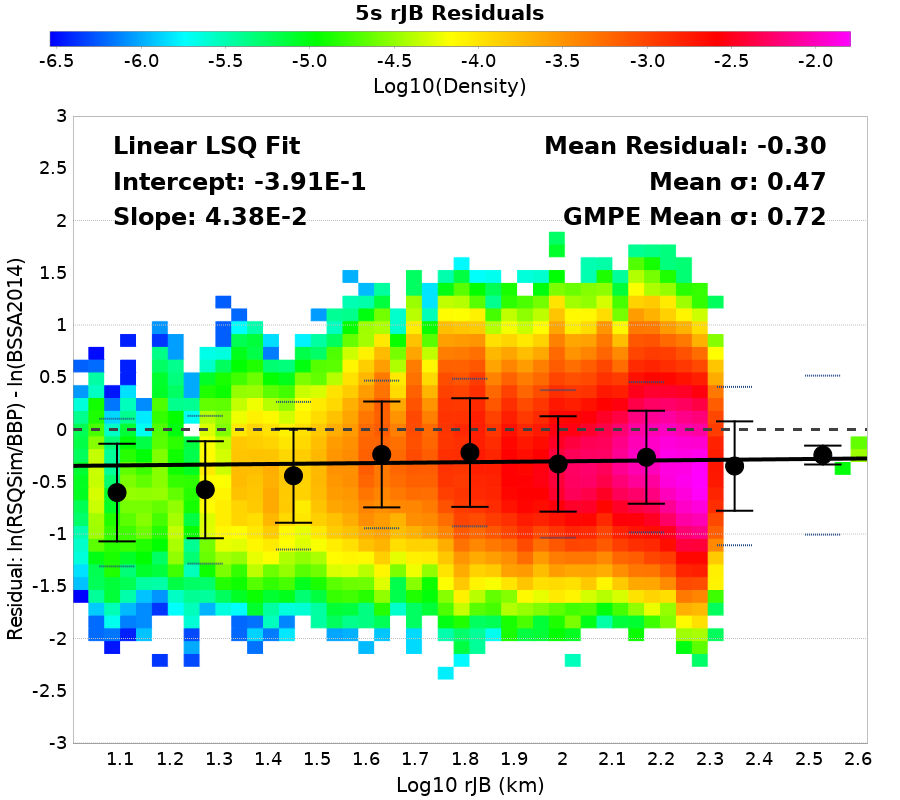 5s rJB Residuals
-6.5 -6.0 -5.5 -5.0 -4.5 -4.0 -3.5 -3.0 -2.5 -2.0
Log10(Density)
Linear LSQ Fit
Intercept: -3.91E-1
Slope: 4.38E-2
Mean Residual: -0.30
Mean σ: 0.47
GMPE Mean σ: 0.72
Residual: ln(RSQSim/BBP) - ln(BSSA2014)
3
2.5
2
1.5
1
0.5
0
-0.5
-1
-1.5
-2
-2.5
-3
1.1 1.2 1.3 1.4 1.5 1.6 1.7 1.8 1.9 2 2.1 2.2 2.3 2.4 2.5 2.6
Log10 rJB (km)